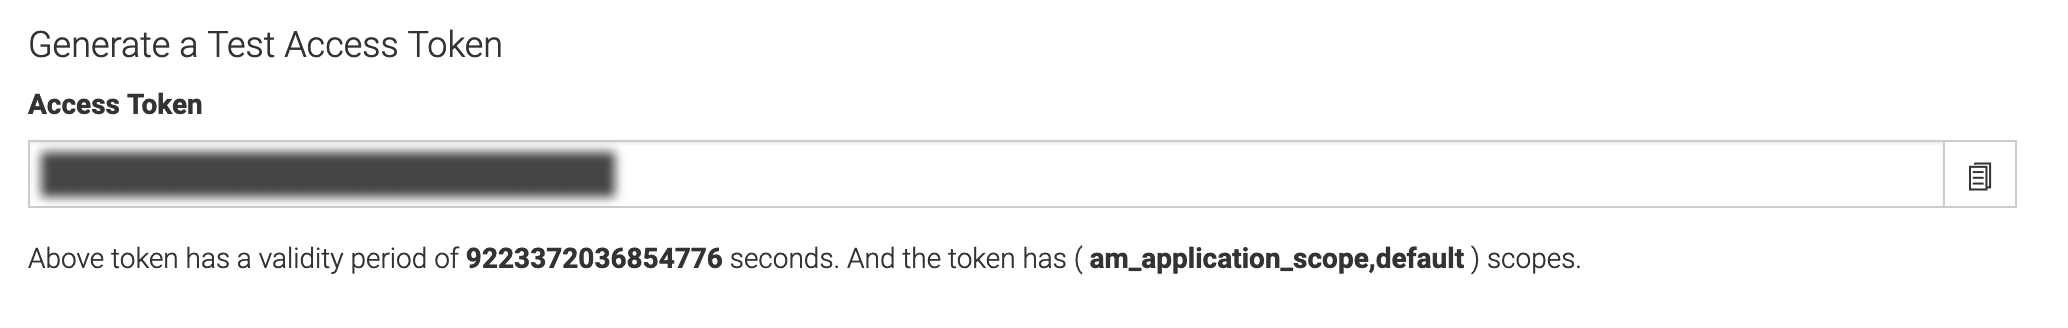 Generate a Test Access Token
Access Token
Above token has a validity period of 9223372036854776 seconds. And the token has ( am_application_scope,default ) scopes.